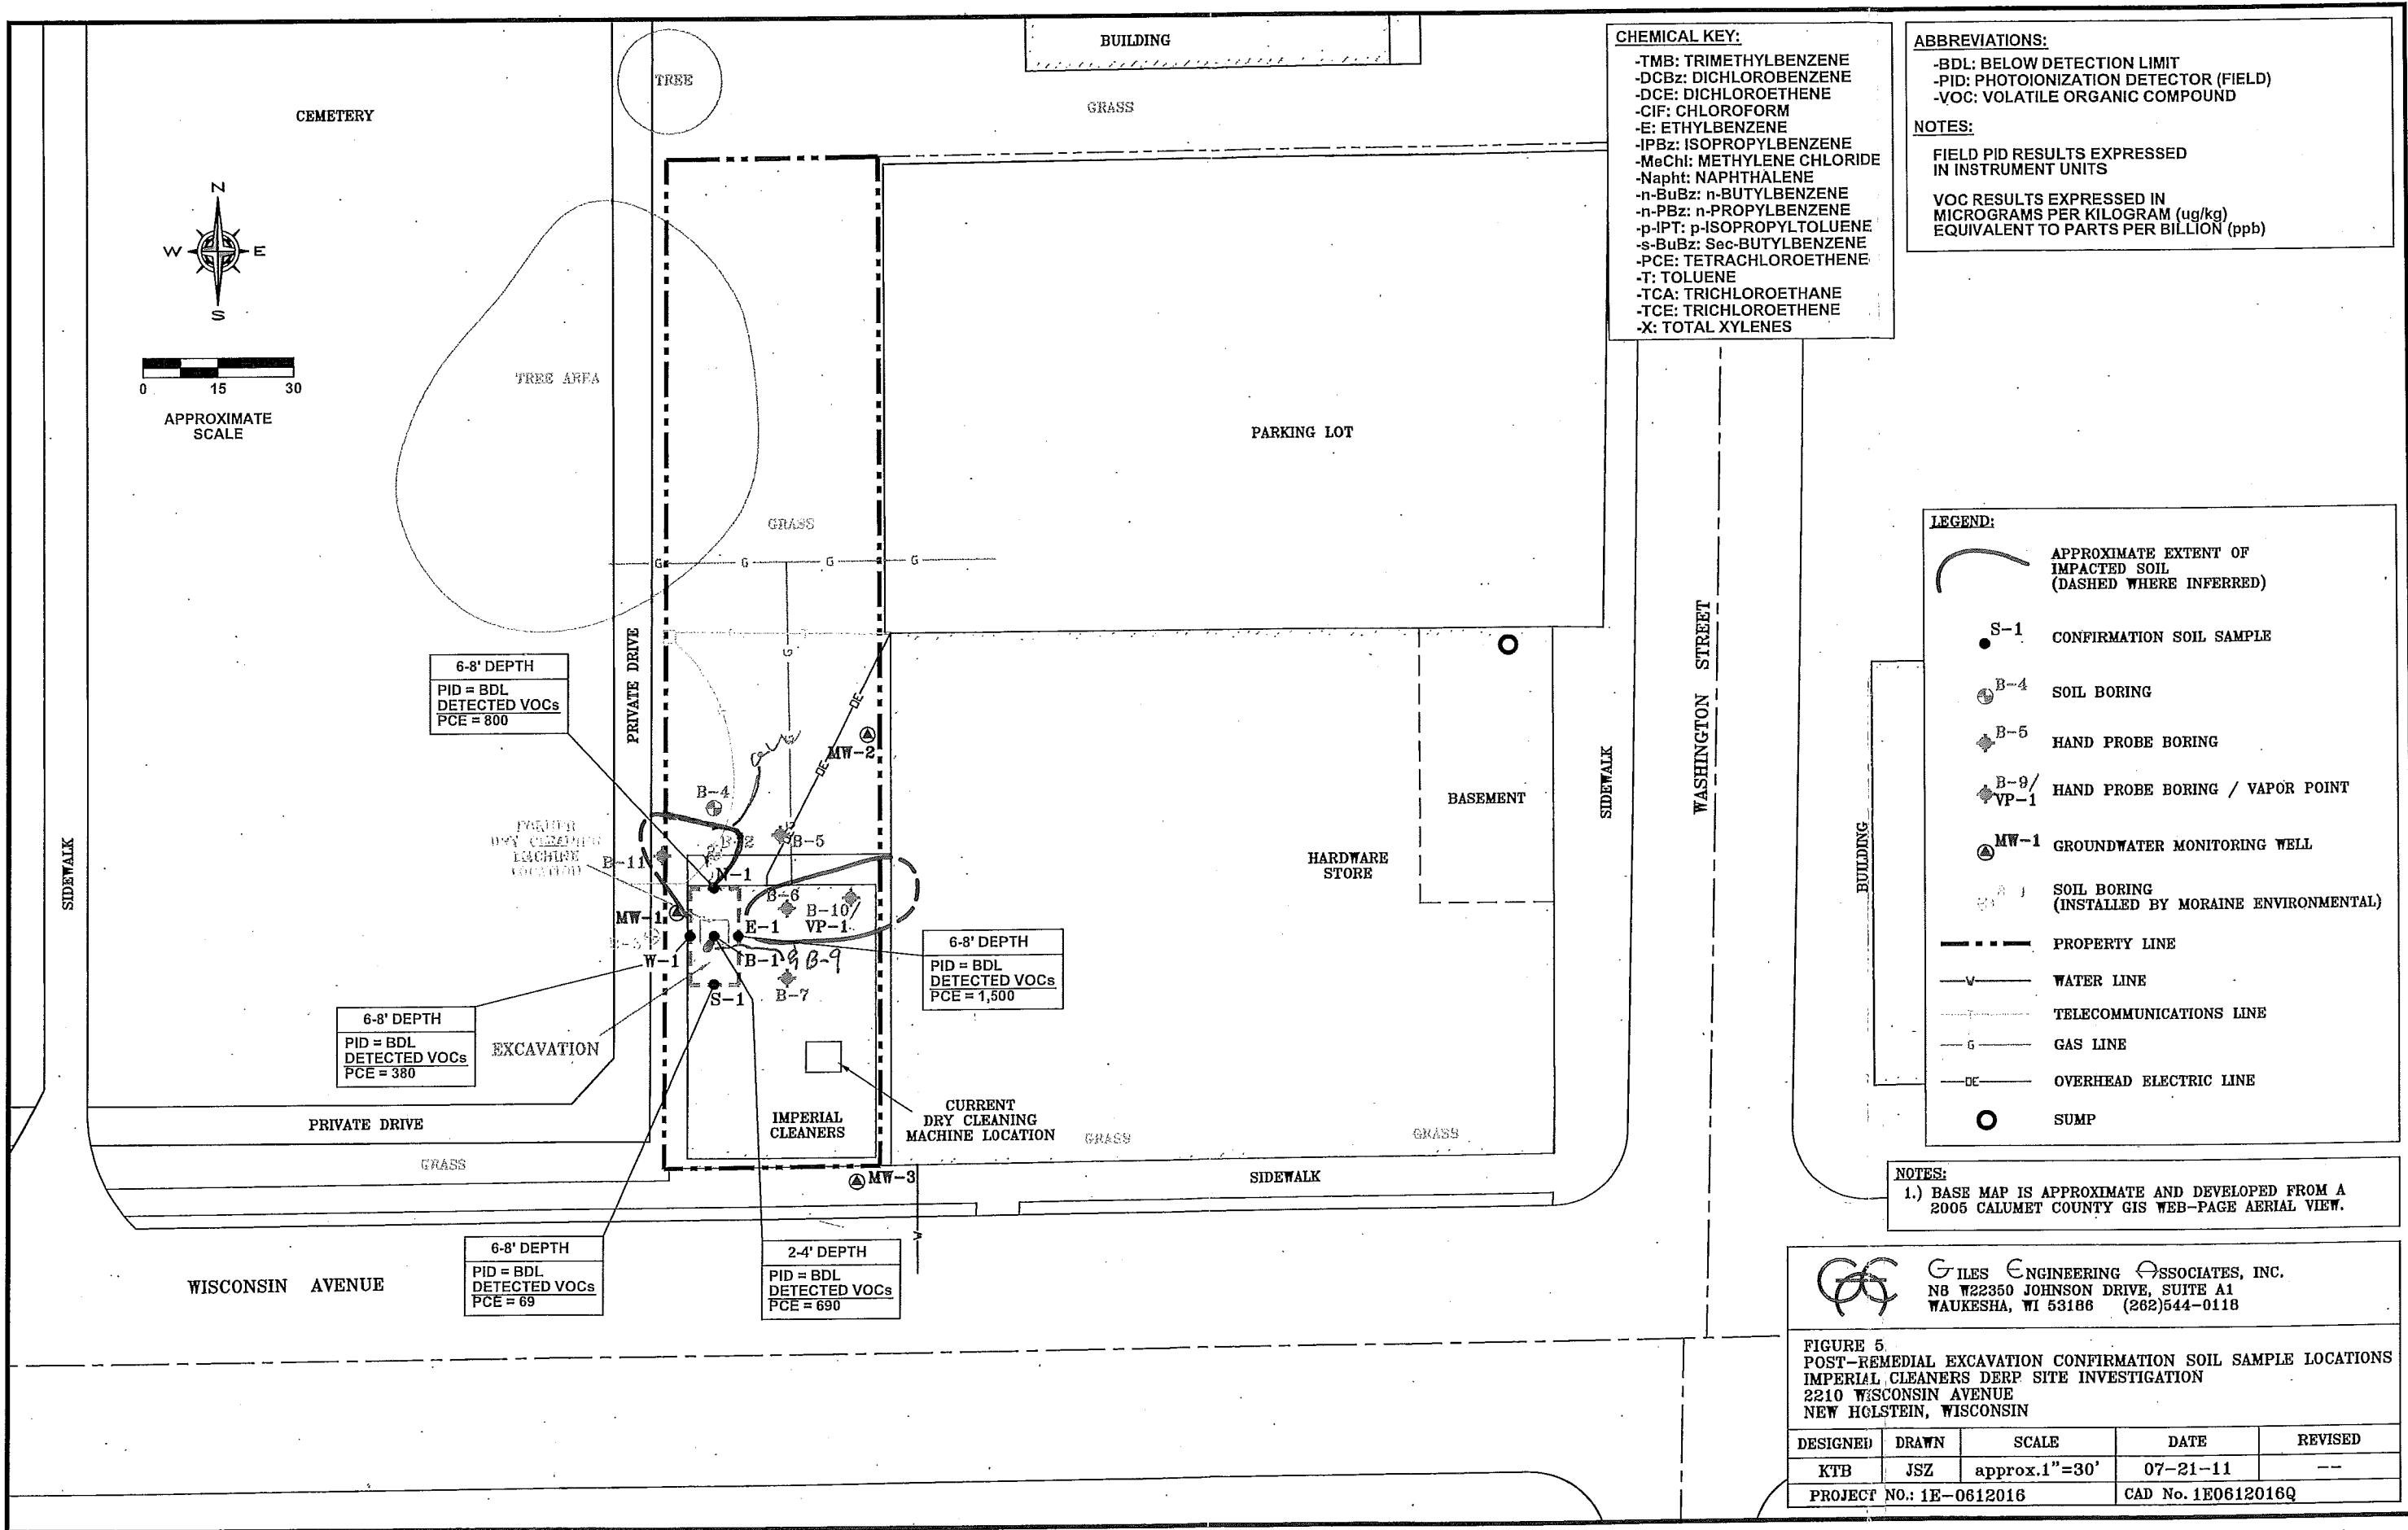 BUILDING
TREE
GRASS
CEMETERY
N
W
E
S
0 15 30
APPROXIMATE
SCALE
TREE AREA
PARKING LOT
GRASS
G
G
G
G
G
PRIVATE DRIVE
OE
OE
MW-2
B-4
B-5
B-11
N-1
B-6
B-10/
VP-1
MW-1
E-1
W-1
B-1
B-9
B-7
S-1
FORMER
DRY CLEANING
MACHINE
LOCATION
EXCAVATION
6-8' DEPTH
PID = BDL
DETECTED VOCs
PCE = 800
6-8' DEPTH
PID = BDL
DETECTED VOCs
PCE = 1,500
6-8' DEPTH
PID = BDL
DETECTED VOCs
PCE = 380
6-8' DEPTH
PID = BDL
DETECTED VOCs
PCE = 69
2-4' DEPTH
PID = BDL
DETECTED VOCs
PCE = 690
IMPERIAL
CLEANERS
CURRENT
DRY CLEANING
MACHINE LOCATION
HARDWARE
STORE
BASEMENT
GRASS
GRASS
SIDEWALK
SIDEWALK
SIDEWALK
WASHINGTON STREET
BUILDING
PRIVATE DRIVE
GRASS
MW-3
W
WISCONSIN AVENUE
CHEMICAL KEY:
-TMB: TRIMETHYLBENZENE
-DCBz: DICHLOROBENZENE
-DCE: DICHLOROETHENE
-ClF: CHLOROFORM
-E: ETHYLBENZENE
-IPBz: ISOPROPYLBENZENE
-MeChl: METHYLENE CHLORIDE
-Napht: NAPHTHALENE
-n-BuBz: n-BUTYLBENZENE
-n-PBz: n-PROPYLBENZENE
-p-IPT: p-ISOPROPYLTOLUENE
-s-BuBz: Sec-BUTYLBENZENE
-PCE: TETRACHLOROETHENE
-T: TOLUENE
-TCA: TRICHLOROETHANE
-TCE: TRICHLOROETHENE
-X: TOTAL XYLENES
ABBREVIATIONS:
-BDL: BELOW DETECTION LIMIT
-PID: PHOTOIONIZATION DETECTOR (FIELD)
-VOC: VOLATILE ORGANIC COMPOUND
NOTES:
FIELD PID RESULTS EXPRESSED
IN INSTRUMENT UNITS
VOC RESULTS EXPRESSED IN
MICROGRAMS PER KILOGRAM (ug/kg)
EQUIVALENT TO PARTS PER BILLION (ppb)
LEGEND:
APPROXIMATE EXTENT OF
IMPACTED SOIL
(DASHED WHERE INFERRED)
S-1 CONFIRMATION SOIL SAMPLE
B-4 SOIL BORING
B-5 HAND PROBE BORING
B-9/
VP-1 HAND PROBE BORING / VAPOR POINT
MW-1 GROUNDWATER MONITORING WELL
SOIL BORING
(INSTALLED BY MORAINE ENVIRONMENTAL)
PROPERTY LINE
W WATER LINE
T TELECOMMUNICATIONS LINE
G GAS LINE
OE OVERHEAD ELECTRIC LINE
SUMP
NOTES:
1.) BASE MAP IS APPROXIMATE AND DEVELOPED FROM A
2005 CALUMET COUNTY GIS WEB-PAGE AERIAL VIEW.
GILES ENGINEERING ASSOCIATES, INC.
N8 W22350 JOHNSON DRIVE, SUITE A1
WAUKESHA, WI 53186 (262)544-0118
FIGURE 5
POST-REMEDIAL EXCAVATION CONFIRMATION SOIL SAMPLE LOCATIONS
IMPERIAL CLEANERS DERP SITE INVESTIGATION
2210 WISCONSIN AVENUE
NEW HOLSTEIN, WISCONSIN
DESIGNED DRAWN SCALE DATE REVISED
KTB JSZ approx.1"=30' 07-21-11 --
PROJECT NO.: 1E-0612016 CAD No. 1E0612016Q